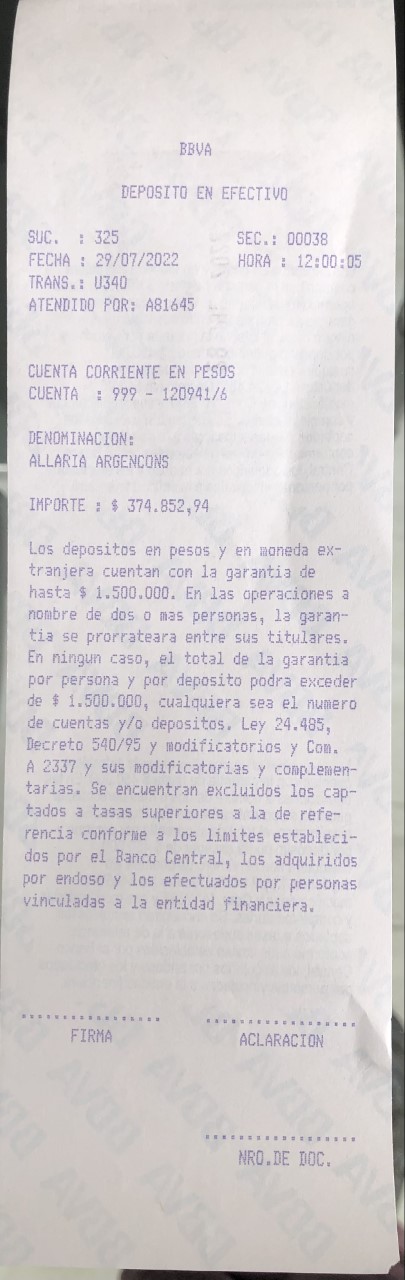 BBVA
DEPOSITO EN EFECTIVO
SUC. : 325 SEC.: 00038
FECHA : 29/07/2022 HORA : 12:00:05
TRANS.: U340
ATENDIDO POR: A81645
CUENTA CORRIENTE EN PESOS
CUENTA : 999 - 120941/6
DENOMINACION:
ALLARIA ARGENCONS
IMPORTE : $ 374.852,94
Los depositos en pesos y en moneda ex-
tranjera cuentan con la garantia de
hasta $ 1.500.000. En las operaciones a
nombre de dos o mas personas, la garan-
tia se prorrateara entre sus titulares.
En ningun caso, el total de la garantia
por persona y por deposito podra exceder
de $ 1.500.000, cualquiera sea el numero
de cuentas y/o depositos. Ley 24.485,
Decreto 540/95 y modificatorios y Com.
A 2337 y sus modificatorias y complemen-
tarias. Se encuentran excluidos los cap-
tados a tasas superiores a la de refe-
rencia conforme a los limites estableci-
dos por el Banco Central, los adquiridos
por endoso y los efectuados por personas
vinculadas a la entidad financiera.
FIRMA ACLARACION
NRO.DE DOC.